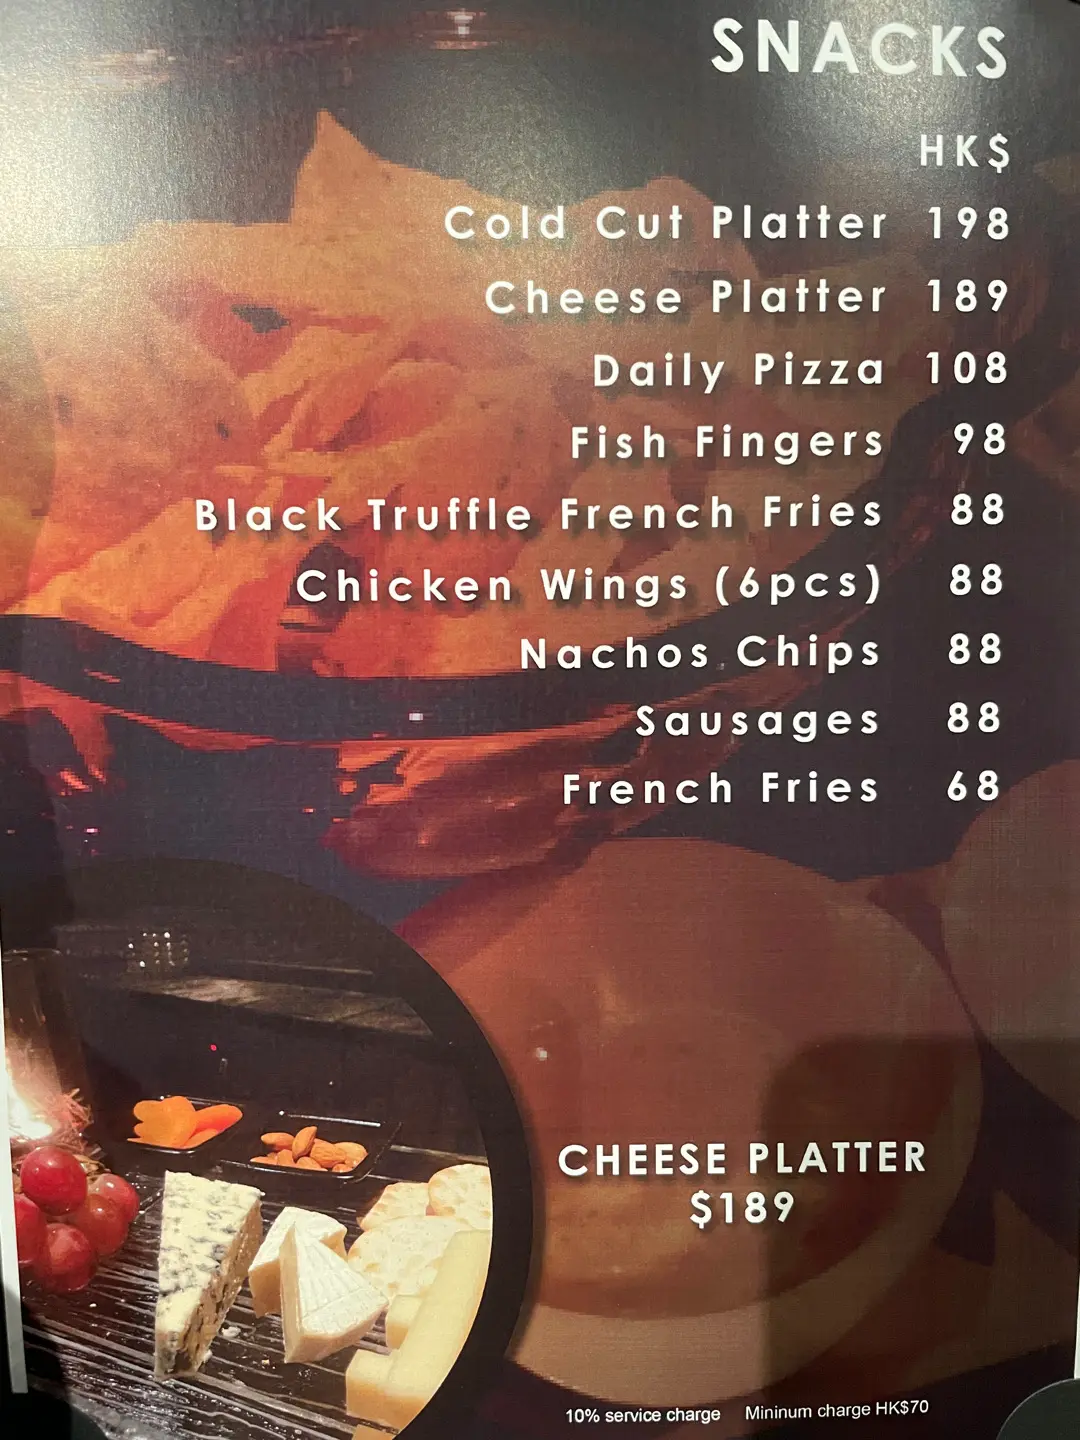 SNACKS
HK$
Cold Cut Platter 198
Cheese Platter 189
Daily Pizza 108
Fish Fingers 98
Black Truffle French Fries 88
Chicken Wings (6pcs) 88
Nachos Chips 88
Sausages 88
French Fries 68
CHEESE PLATTER
$189
10% service charge Mininum charge HK$70